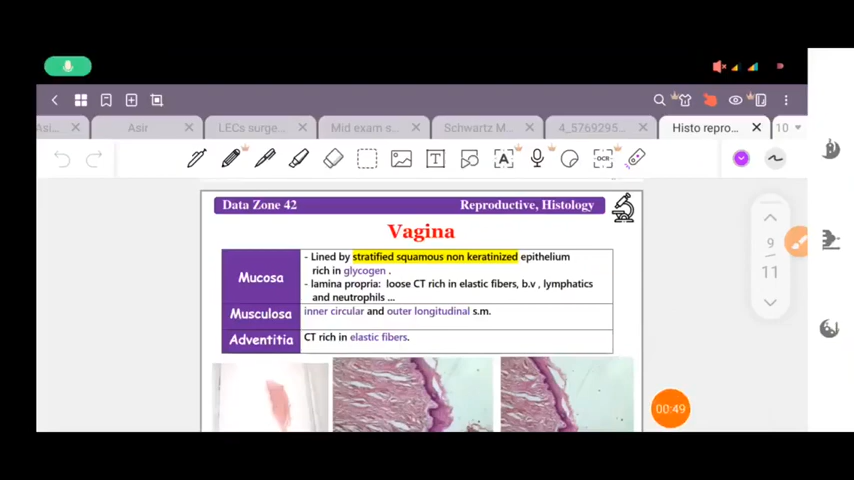 Asi...
Asir
LECs surge...
Mid exam s...
Schwartz M...
4_5769295...
Histo repro...
10
T
A
OCR
Data Zone 42
Reproductive, Histology
Vagina
Mucosa
- Lined by stratified squamous non keratinized epithelium
rich in glycogen .
- lamina propria: loose CT rich in elastic fibers, b.v , lymphatics
and neutrophils ...
Musculosa
inner circular and outer longitudinal s.m.
Adventitia
CT rich in elastic fibers.
9
11
00:49